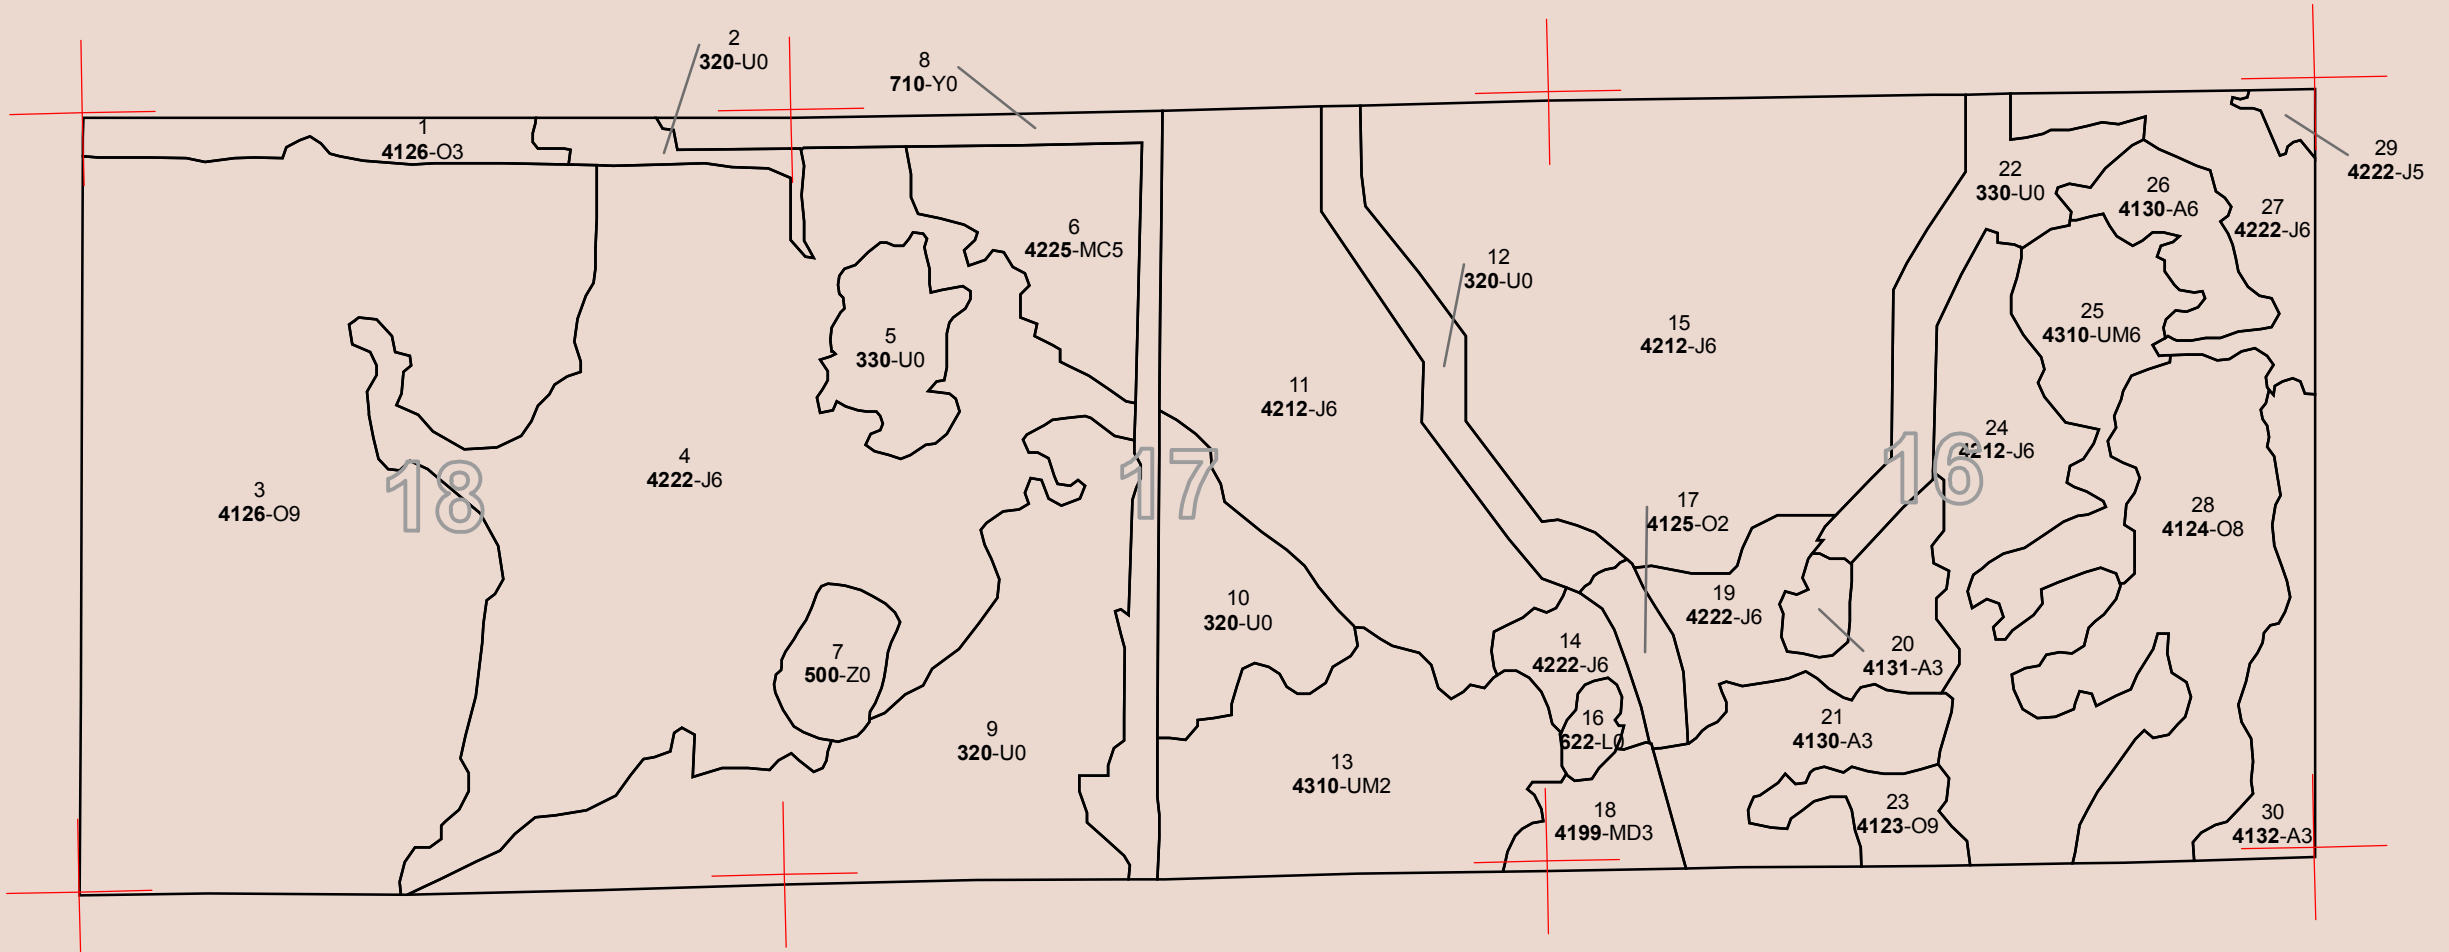 1
4126-O3
2
320-U0
8
710-Y0
3
4126-O9
18
4
4222-J6
5
330-U0
6
4225-MC5
7
500-Z0
9
320-U0
17
10
320-U0
11
4212-J6
12
320-U0
13
4310-UM2
14
4222-J6
15
4212-J6
16
622-L0
17
4125-O2
18
4199-MD3
19
4222-J6
20
4131-A3
21
4130-A3
23
4123-O9
22
330-U0
16
24
4212-J6
25
4310-UM6
26
4130-A6
27
4222-J6
28
4124-O8
29
4222-J5
30
4132-A3